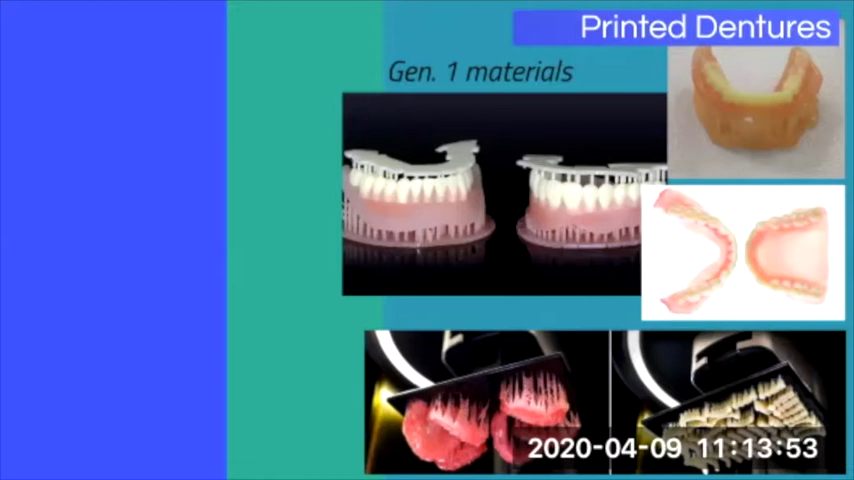 Printed Dentures
Gen. 1 materials
2020-04-09 11:13:53